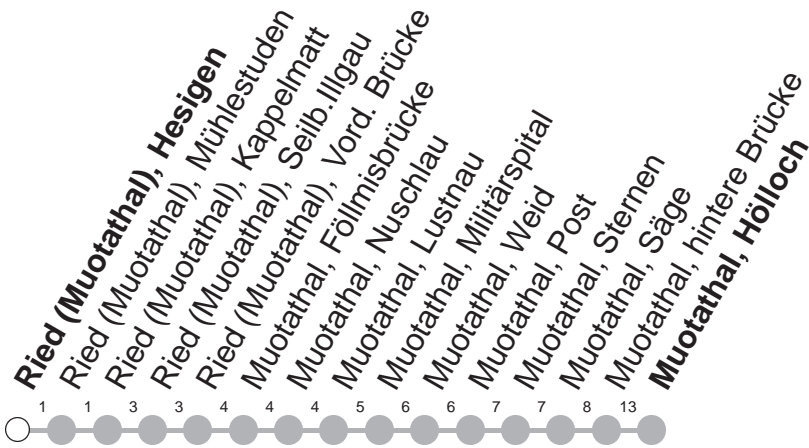 Ried (Muotathal), Hesigen
Ried (Muotathal), Mühlestuden
Ried (Muotathal), Kappelmatt
Ried (Muotathal), Seilb.Illgau
Ried (Muotathal), Vord. Brücke
Muotathal, Föllmisbrücke
Muotathal, Nuschlau
Muotathal, Lustnau
Muotathal, Militärspital
Muotathal, Weid
Muotathal, Post
Muotathal, Sternen
Muotathal, Säge
Muotathal, hintere Brücke
Muotathal, Hölloch
1 1 3 3 4 4 4 5 6 6 7 7 8 13